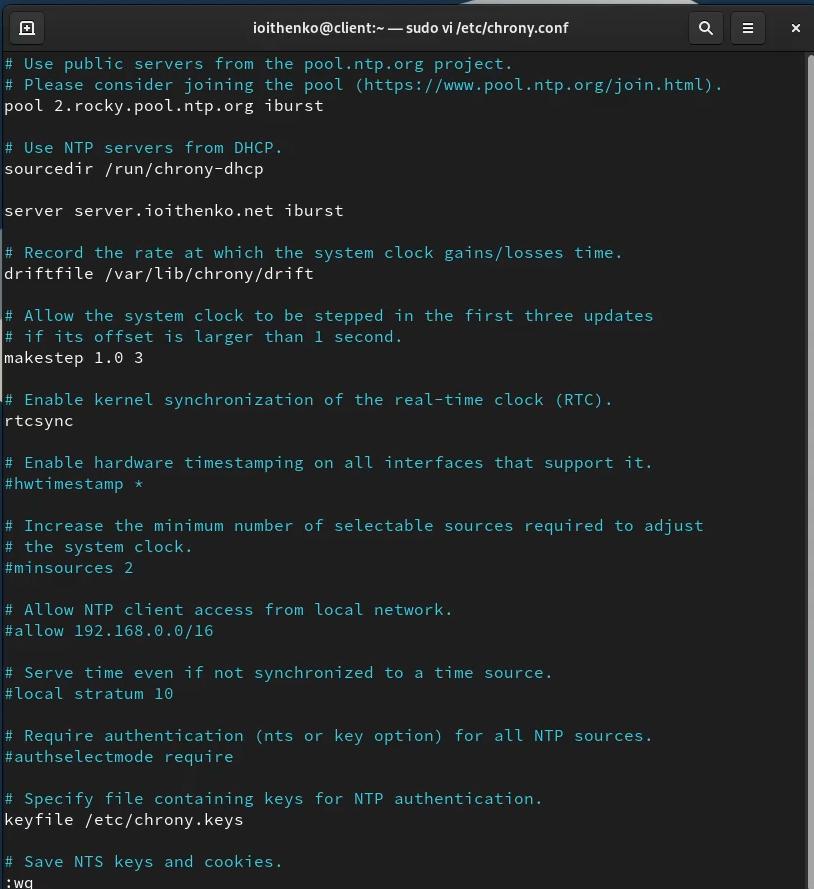 ioithenko@client:~ — sudo vi /etc/chrony.conf
# Use public servers from the pool.ntp.org project.
# Please consider joining the pool (https://www.pool.ntp.org/join.html).
pool 2.rocky.pool.ntp.org iburst
# Use NTP servers from DHCP.
sourcedir /run/chrony-dhcp
server server.ioithenko.net iburst
# Record the rate at which the system clock gains/losses time.
driftfile /var/lib/chrony/drift
# Allow the system clock to be stepped in the first three updates
# if its offset is larger than 1 second.
makestep 1.0 3
# Enable kernel synchronization of the real-time clock (RTC).
rtcsync
# Enable hardware timestamping on all interfaces that support it.
#hwtimestamp *
# Increase the minimum number of selectable sources required to adjust
# the system clock.
#minsources 2
# Allow NTP client access from local network.
#allow 192.168.0.0/16
# Serve time even if not synchronized to a time source.
#local stratum 10
# Require authentication (nts or key option) for all NTP sources.
#authselectmode require
# Specify file containing keys for NTP authentication.
keyfile /etc/chrony.keys
# Save NTS keys and cookies.
:wq